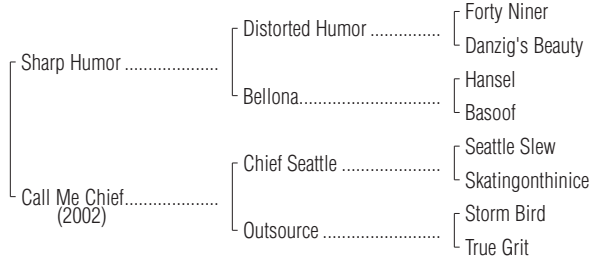 Forty Niner
Distorted Humor ...............
Danzig's Beauty
Sharp Humor ....................
Hansel
Bellona..............................
Basoof
Seattle Slew
Chief Seattle .....................
Skatingonthinice
Call Me Chief....................
(2002)
Storm Bird
Outsource .........................
True Grit